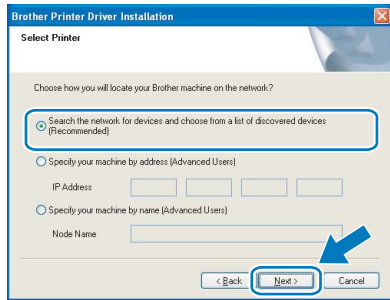 Brother Printer Driver Installation
Select Printer
Choose how you will locate your Brother machine on the network?
Search the network for devices and choose from a list of discovered devices
(Recommended)
Specify your machine by address (Advanced Users)
IP Address
Specify your machine by name (Advanced Users)
Node Name
< Back
Next >
Cancel